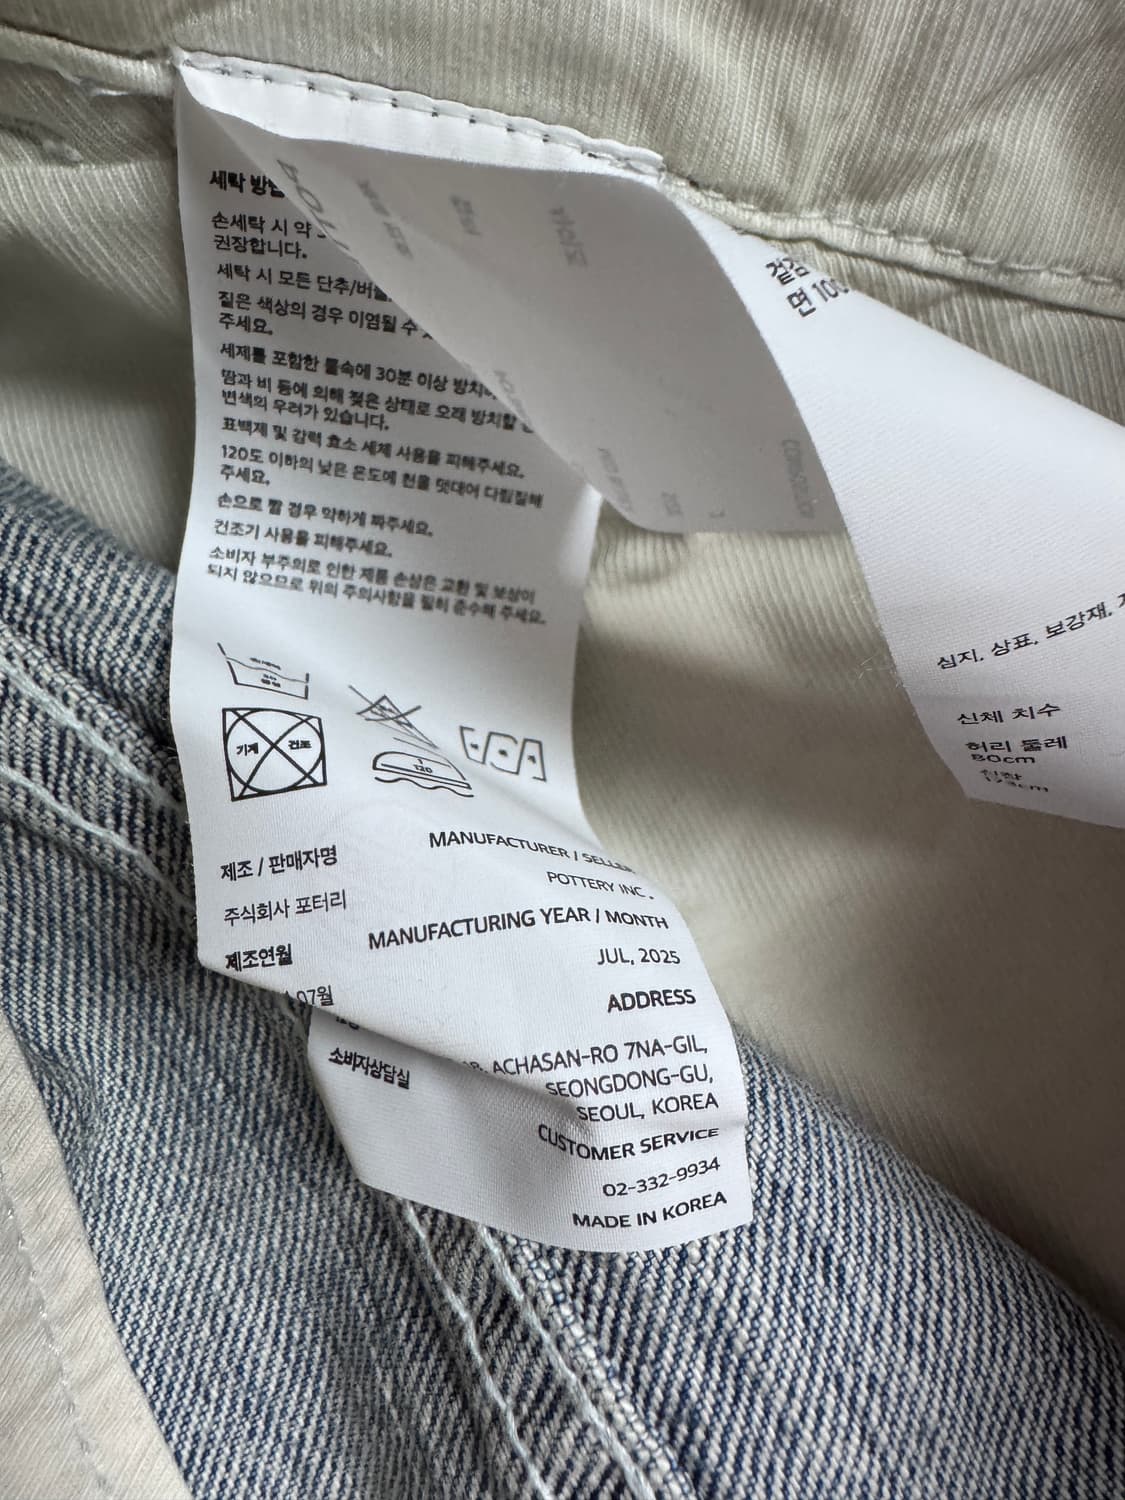 세탁 방법
손세탁 시 약
권장합니다.
세탁 시 모든 단추/버클
짙은 색상의 경우 이염될 수
주세요.
세제를 포함한 물속에 30분 이상 방치
땀과 비 등에 의해 젖은 상태로 오래 방치할
변색의 우려가 있습니다.
표백제 및 강력 효소 세제 사용을 피해주세요.
120도 이하의 낮은 온도에 천을 덧대어 다림질해
주세요.
손으로 빨 경우 약하게 짜주세요.
건조기 사용을 피해주세요.
소비자 부주의로 인한 제품 손상은 교환 및 보상이
되지 않으므로 위의 주의사항을 필히 준수해 주세요.
기계 건조
120
제조 / 판매자명
MANUFACTURER / SELLER
주식회사 포터리
POTTERY INC.
제조연월
MANUFACTURING YEAR / MONTH
07월
JUL, 2025
ADDRESS
소비자상담실
ACHASAN-RO 7NA-GIL,
SEONGDONG-GU,
SEOUL, KOREA
CUSTOMER SERVICE
02-332-9934
MADE IN KOREA
겉감
면 100
심지, 상표, 보강재,
신체 치수
허리 둘레
80cm